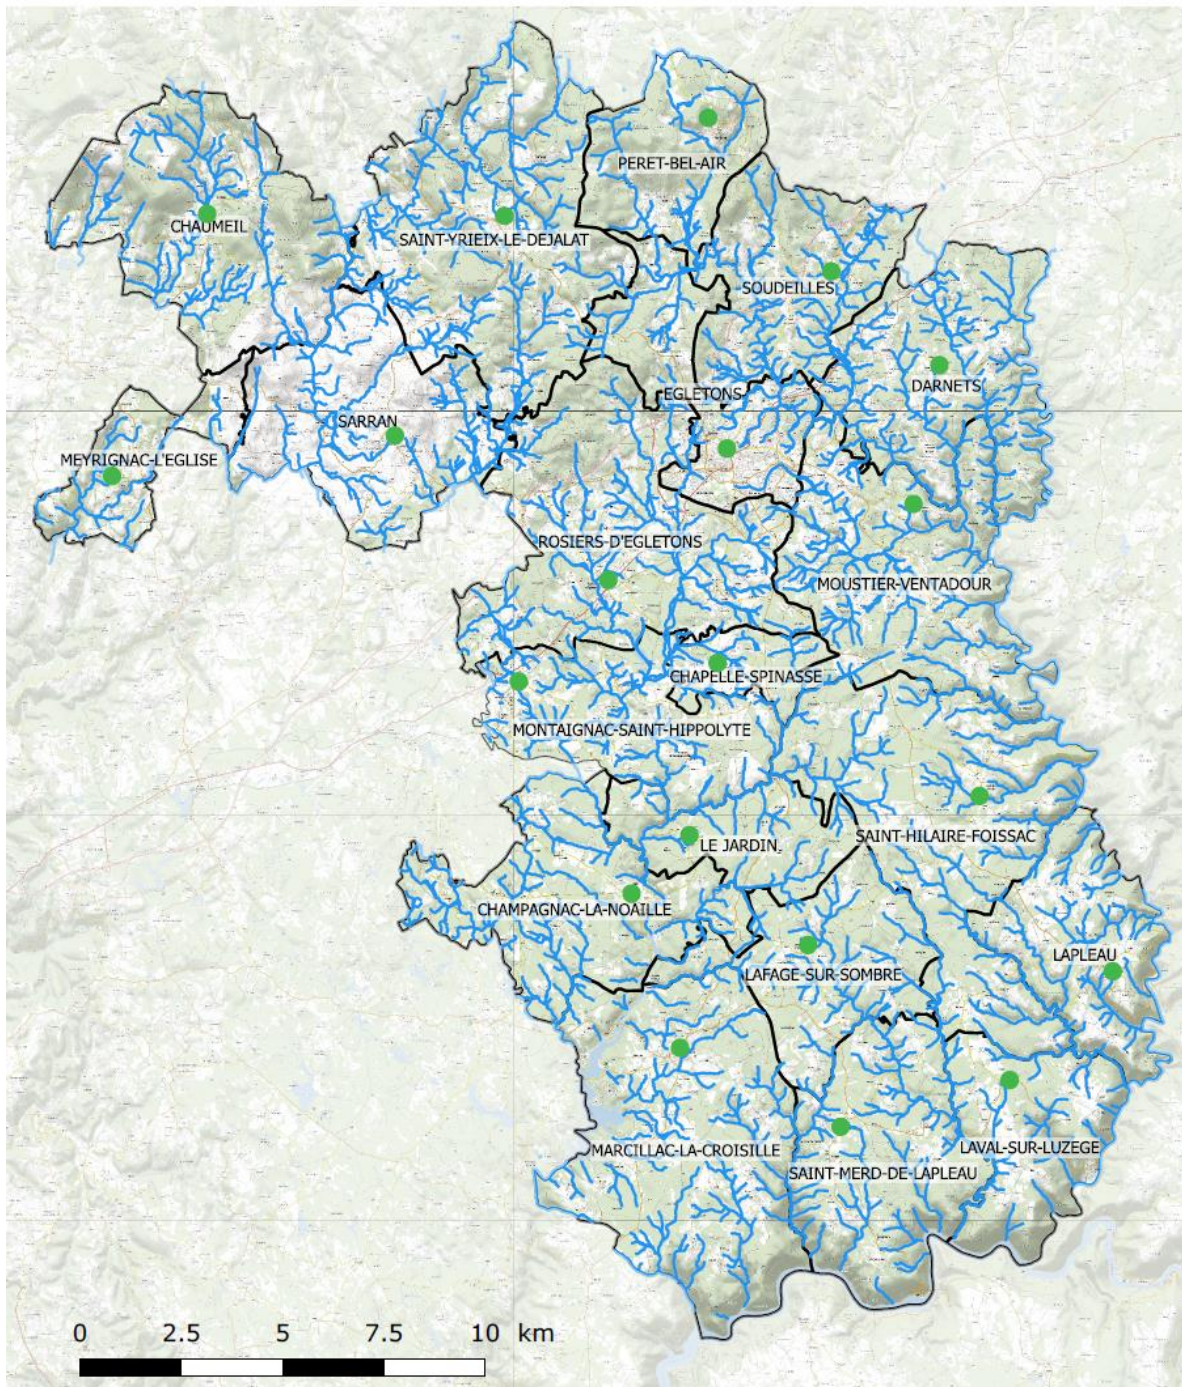 PERET-BEL-AIR
CHAUMEIL
SAINT-YRIEIX-LE-DEJALAT
SOUDEILLES
DARNETS
EGLETONS
SARRAN
MEYRIGNAC-L'EGLISE
ROSIERS-D'EGLETONS
MOUSTIER-VENTADOUR
CHAPELLE-SPINASSE
MONTAIGNAC-SAINT-HIPPOLYTE
SAINT-HILAIRE-FOISSAC
LE JARDIN
CHAMPAGNAC-LA-NOAILLE
LAPLEAU
LAFAGE-SUR-SOMBRE
MARCILLAC-LA-CROISILLE
LAVAL-SUR-LUZEGE
SAINT-MERD-DE-LAPLEAU
0 2.5 5 7.5 10 km